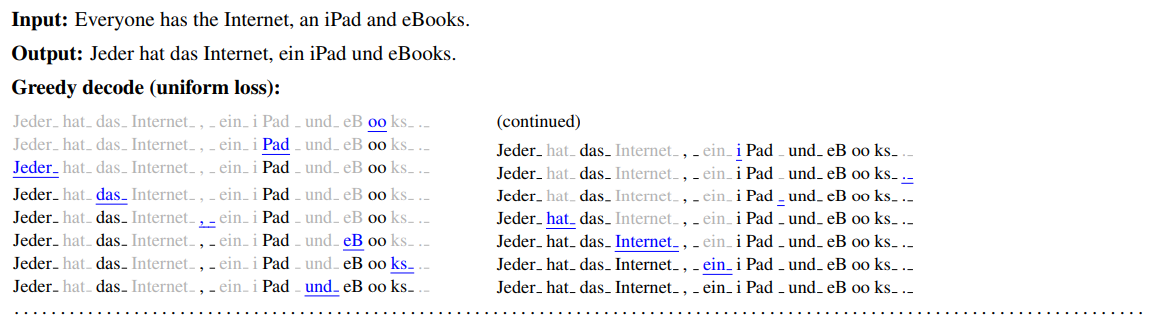 Input: Everyone has the Internet, an iPad and eBooks.
Output: Jeder hat das Internet, ein iPad und eBooks.
Greedy decode (uniform loss):
Jeder_ hat_ das_ Internet_ , _ ein_ i Pad _ und_ eB oo ks_ ._
Jeder_ hat_ das_ Internet_ , _ ein_ i Pad _ und_ eB oo ks_ ._
Jeder_ hat_ das_ Internet_ , _ ein_ i Pad _ und_ eB oo ks_ ._
Jeder_ hat_ das_ Internet_ , _ ein_ i Pad _ und_ eB oo ks_ ._
Jeder_ hat_ das_ Internet_ , _ ein_ i Pad _ und_ eB oo ks_ ._
Jeder_ hat_ das_ Internet_ , _ ein_ i Pad _ und_ eB oo ks_ ._
Jeder_ hat_ das_ Internet_ , _ ein_ i Pad _ und_ eB oo ks_ ._
Jeder_ hat_ das_ Internet_ , _ ein_ i Pad _ und_ eB oo ks_ ._
(continued)
Jeder_ hat_ das_ Internet_ , _ ein_ i Pad _ und_ eB oo ks_ ._
Jeder_ hat_ das_ Internet_ , _ ein_ i Pad _ und_ eB oo ks_ ._
Jeder_ hat_ das_ Internet_ , _ ein_ i Pad _ und_ eB oo ks_ ._
Jeder_ hat_ das_ Internet_ , _ ein_ i Pad _ und_ eB oo ks_ ._
Jeder_ hat_ das_ Internet_ , _ ein_ i Pad _ und_ eB oo ks_ ._
Jeder_ hat_ das_ Internet_ , _ ein_ i Pad _ und_ eB oo ks_ ._
Jeder_ hat_ das_ Internet_ , _ ein_ i Pad _ und_ eB oo ks_ ._